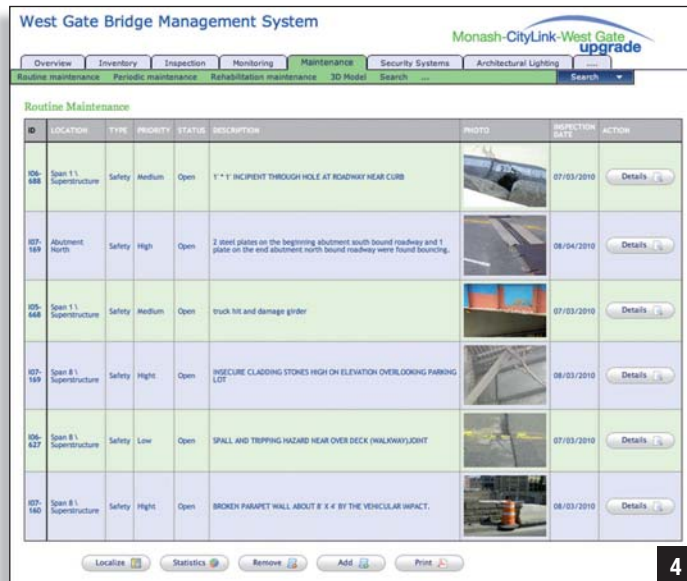 West Gate Bridge Management System
Monash-CityLink-West Gate
upgrade
Overview Inventory Inspection Monitoring Maintenance Security Systems Architectural Lighting ....
Routine maintenance Periodic maintenance Rehabilitation maintenance 3D Model Search ... Search
Routine Maintenance
ID LOCATION TYPE PRIORITY STATUS DESCRIPTION PHOTO INSPECTION DATE ACTION
I06-
688
Span 1 \
Superstructure
Safety Medium Open 1' * 1' INCIPIENT THROUGH HOLE AT ROADWAY NEAR CURB 07/03/2010 Details
I07-
169
Abutment
North
Safety High Open
2 steel plates on the beginning abutment south bound roadway and 1
plate on the end abutment north bound roadway were found bouncing.
08/04/2010 Details
I05-
668
Span 1 \
Superstructure
Safety Medium Open truck hit and damage girder 07/03/2010 Details
I07-
169
Span 8 \
Superstructure
Safety Hight Open
INSECURE CLADDING STONES HIGH ON ELEVATION OVERLOOKING PARKING
LOT
08/03/2010 Details
I06-
627
Span 8 \
Superstructure
Safety Low Open SPALL AND TRIPPING HAZARD NEAR OVER DECK (WALKWAY)JOINT 07/03/2010 Details
I07-
160
Span 8 \
Superstructure
Safety Hight Open BROKEN PARAPET WALL ABOUT 8' X 4' BY THE VEHICULAR IMPACT. 08/03/2010 Details
Localize Statistics Remove Add Print
4